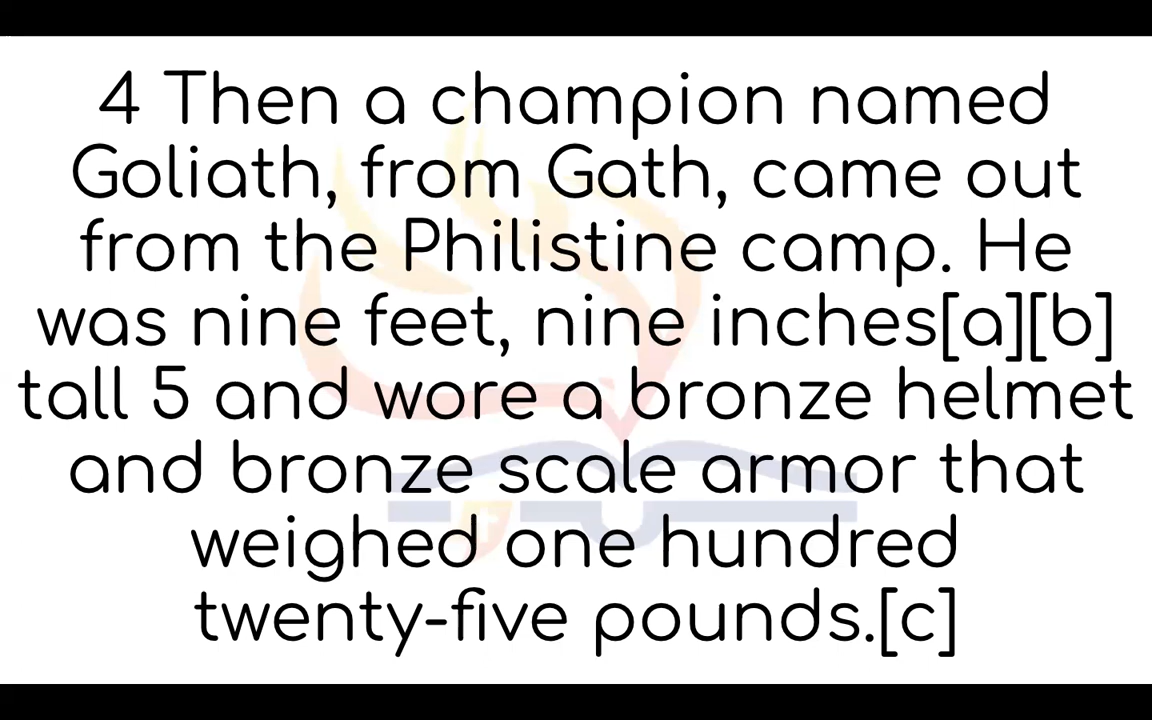 4 Then a champion named
Goliath, from Gath, came out
from the Philistine camp. He
was nine feet, nine inches[a][b]
tall 5 and wore a bronze helmet
and bronze scale armor that
weighed one hundred
twenty-five pounds.[c]